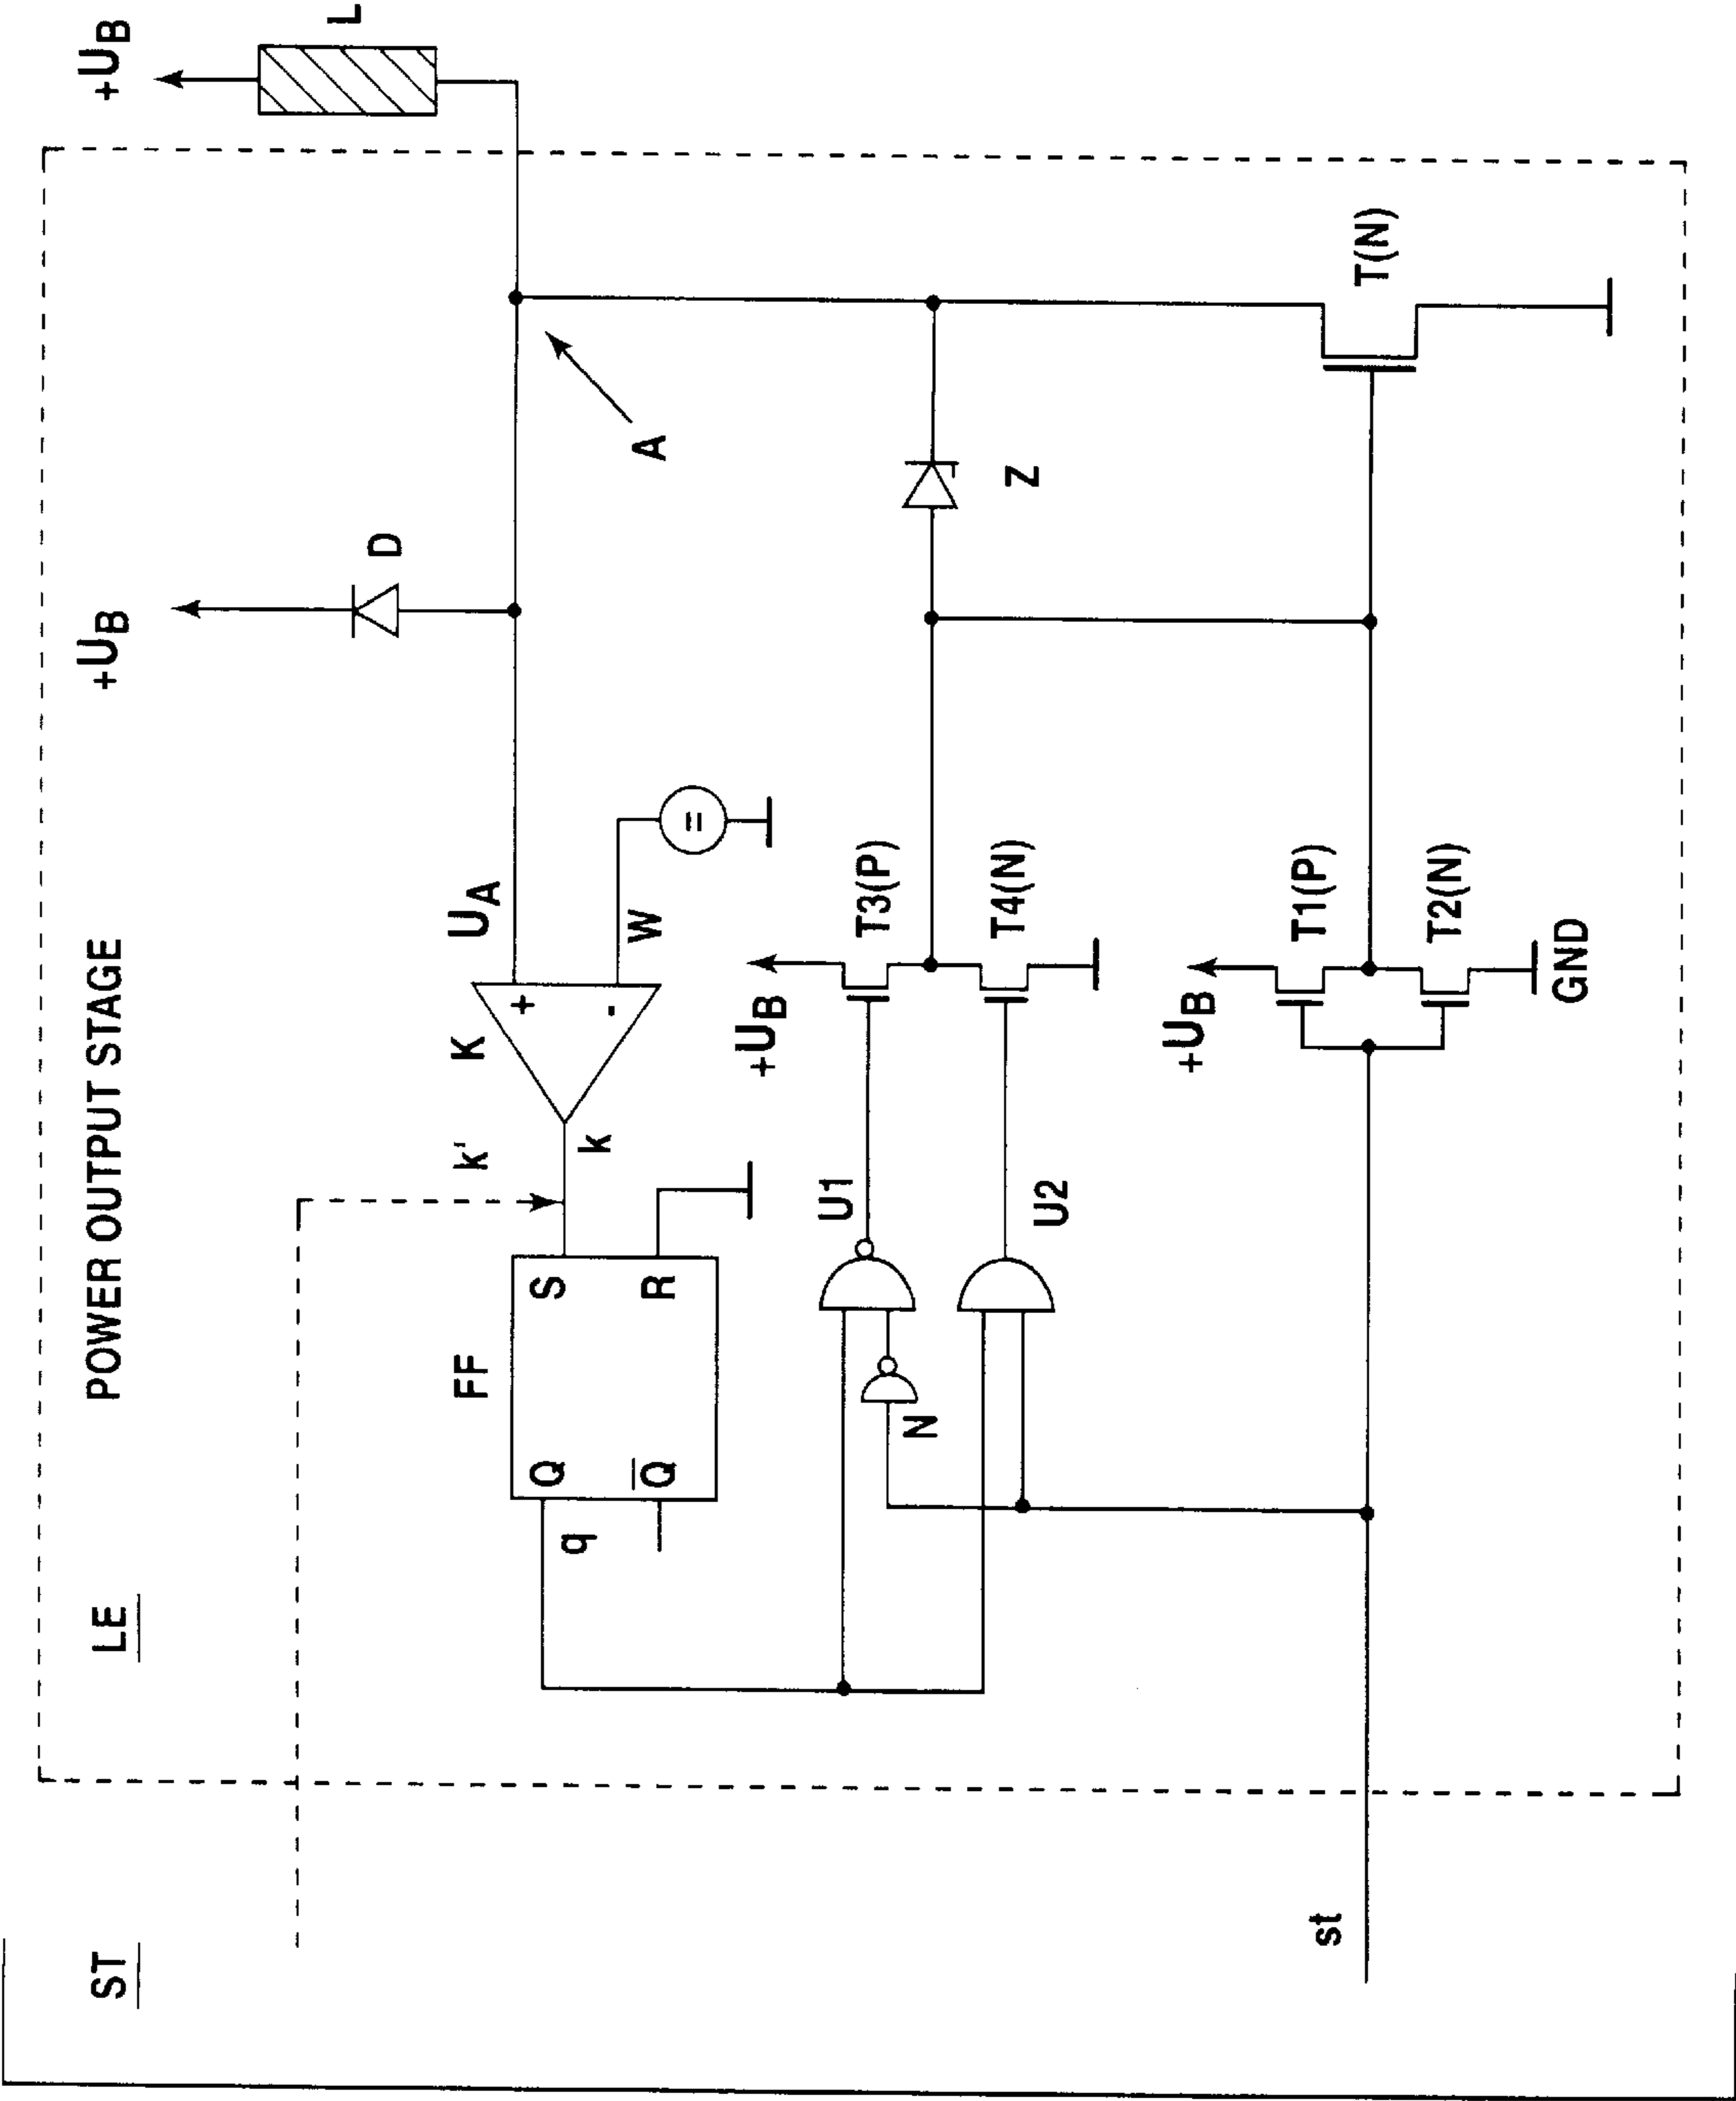 ST
LE
POWER OUTPUT STAGE
+UB
+UB
L
D
k'
K
UA
FF
Q
q
Q
S
R
k
+
-
W
=
A
+UB
U1
T3(P)
N
U2
T4(N)
Z
+UB
T1(P)
T2(N)
GND
T(N)
st